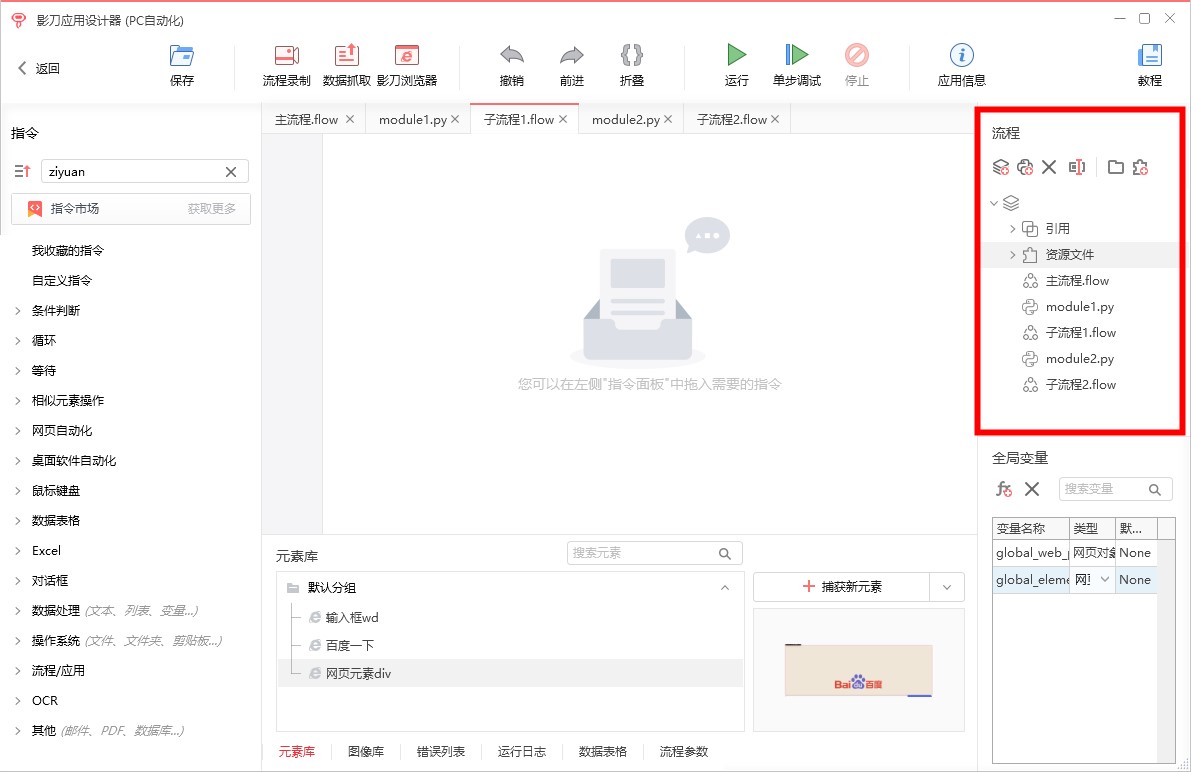 影刀应用设计器 (PC自动化)
返回
保存
流程录制
数据抓取
影刀浏览器
撤销
前进
折叠
运行
单步调试
停止
应用信息
教程
指令
ziyuan
指令市场
获取更多
我收藏的指令
自定义指令
条件判断
循环
等待
相似元素操作
网页自动化
桌面软件自动化
鼠标键盘
数据表格
Excel
对话框
数据处理 (文本、列表、变量...)
操作系统 (文件、文件夹、剪贴板...)
流程/应用
OCR
其他 (邮件、PDF、数据库...)
主流程.flow
module1.py
子流程1.flow
module2.py
子流程2.flow
您可以在左侧"指令面板"中拖入需要的指令
元素库
搜索元素
默认分组
输入框wd
百度一下
网页元素div
捕获新元素
Bai百度
元素库
图像库
错误列表
运行日志
数据表格
流程参数
流程
引用
资源文件
主流程.flow
module1.py
子流程1.flow
module2.py
子流程2.flow
全局变量
搜索变量
变量名称 类型 默...
global_web_ 网页对象 None
global_eleme 网 None